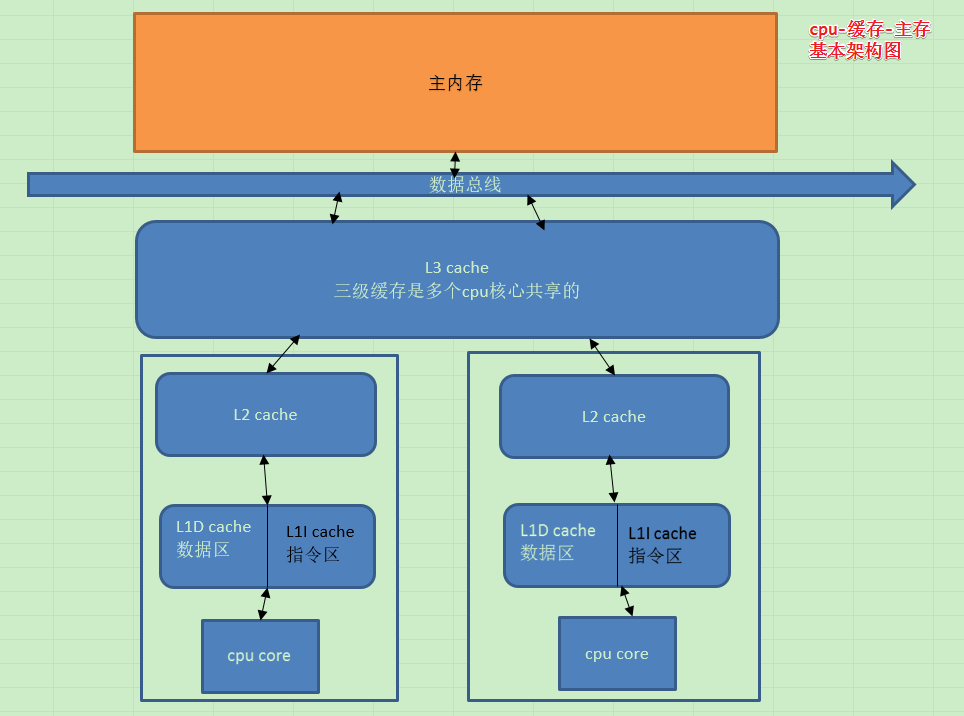 cpu-缓存-主存
基本架构图
主内存
数据总线
L3 cache
三级缓存是多个cpu核心共享的
L2 cache
L2 cache
L1D cache
数据区
L1I cache
指令区
L1D cache
数据区
L1I cache
指令区
cpu core
cpu core